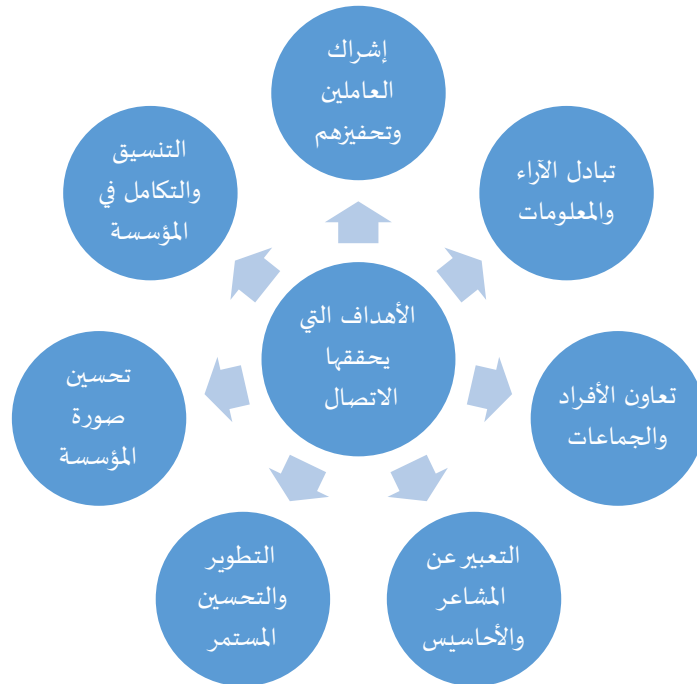 إشراك
العاملين
وتحفيزهم
تبادل الآراء
والمعلومات
تعاون الأفراد
والجماعات
التعبير عن
المشاعر
والأحاسيس
التطوير
والتحسين
المستمر
تحسين
صورة
المؤسسة
التنسيق
والتكامل في
المؤسسة
الأهداف التي
يحققها
الاتصال